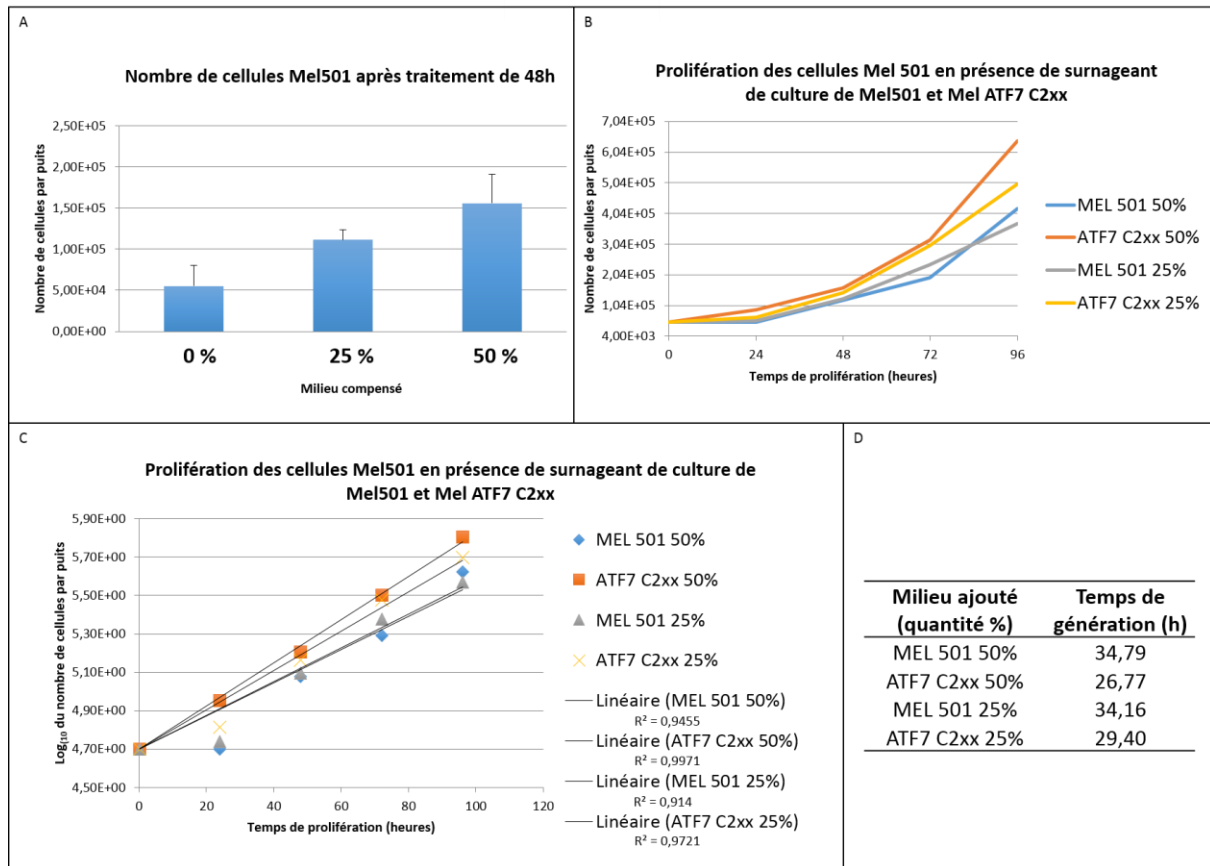 A
Nombre de cellules Mel501 après traitement de 48h
Nombre de cellules par puits
2,50E+05
2,00E+05
1,50E+05
1,00E+05
5,00E+04
0,00E+00
0 %
25 %
50 %
Milieu compensé
B
Prolifération des cellules Mel 501 en présence de surnageant
de culture de Mel501 et Mel ATF7 C2xx
Nombre de cellules par puits
7,04E+05
6,04E+05
5,04E+05
4,04E+05
3,04E+05
2,04E+05
1,04E+05
4,00E+03
0
24
48
72
96
Temps de prolifération (heures)
MEL 501 50%
ATF7 C2xx 50%
MEL 501 25%
ATF7 C2xx 25%
C
Prolifération des cellules Mel501 en présence de surnageant de culture de
Mel501 et Mel ATF7 C2xx
Log(10 du nombre de cellules par puits
5,90E+00
5,70E+00
5,50E+00
5,30E+00
5,10E+00
4,90E+00
4,70E+00
4,50E+00
0
20
40
60
80
100
120
Temps de prolifération (heures)
MEL 501 50%
ATF7 C2xx 50%
MEL 501 25%
ATF7 C2xx 25%
Linéaire (MEL 501 50%)
R² = 0,9455
Linéaire (ATF7 C2xx 50%)
R² = 0,9971
Linéaire (MEL 501 25%)
R² = 0,914
Linéaire (ATF7 C2xx 25%)
R² = 0,9721
D
Milieu ajouté Temps de
(quantité %) génération (h)
MEL 501 50% 34,79
ATF7 C2xx 50% 26,77
MEL 501 25% 34,16
ATF7 C2xx 25% 29,40